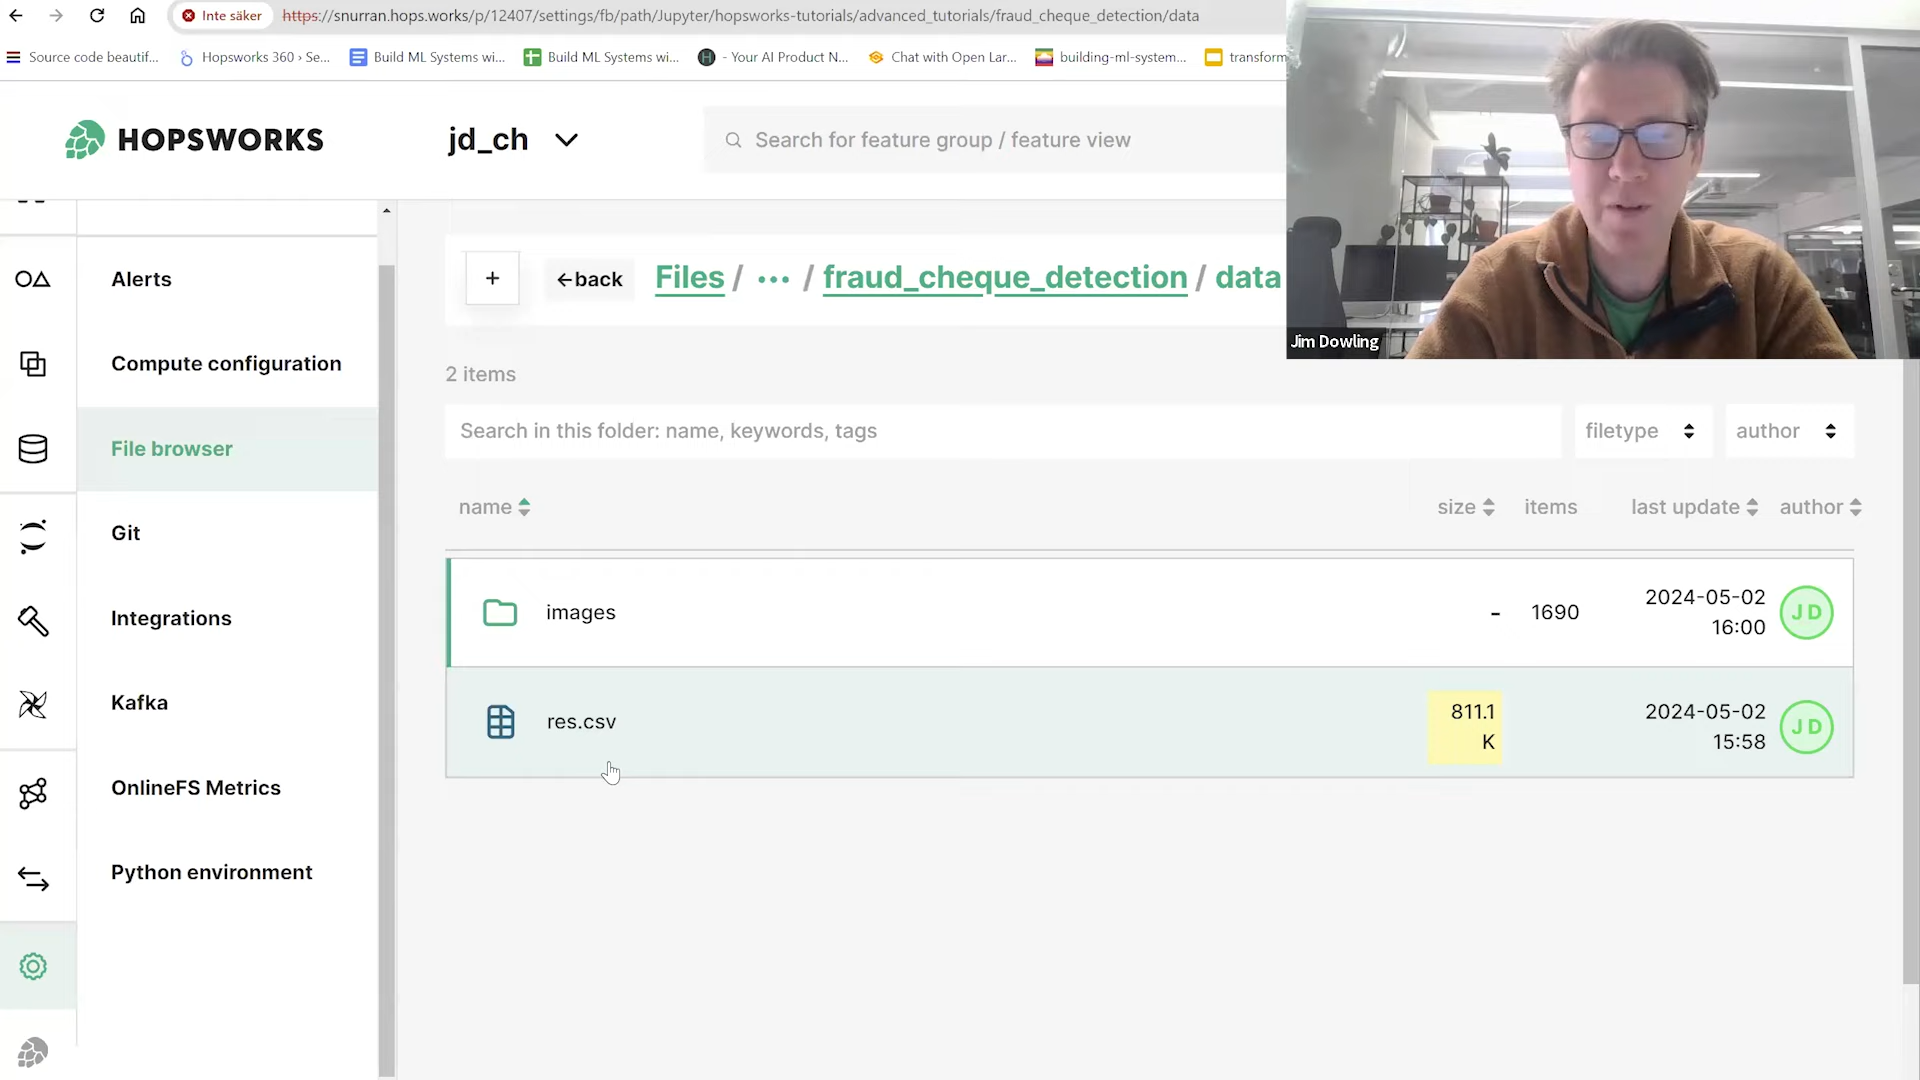 Inte säker
https://snurran.hops.works/p/12407/settings/fb/path/Jupyter/hopsworks-tutorials/advanced_tutorials/fraud_cheque_detection/data
Source code beautif...
Hopsworks 360 › Se...
Build ML Systems wi...
Build ML Systems wi...
- Your AI Product N...
Chat with Open Lar...
building-ml-system...
transform
HOPSWORKS
jd_ch
Search for feature group / feature view
Jim Dowling
Alerts
Compute configuration
File browser
Git
Integrations
Kafka
OnlineFS Metrics
Python environment
+
←back
Files / ••• / fraud_cheque_detection / data
2 items
Search in this folder: name, keywords, tags
filetype
author
name
size
items
last update
author
images
-
1690
2024-05-02
16:00
JD
res.csv
811.1
K
2024-05-02
15:58
JD